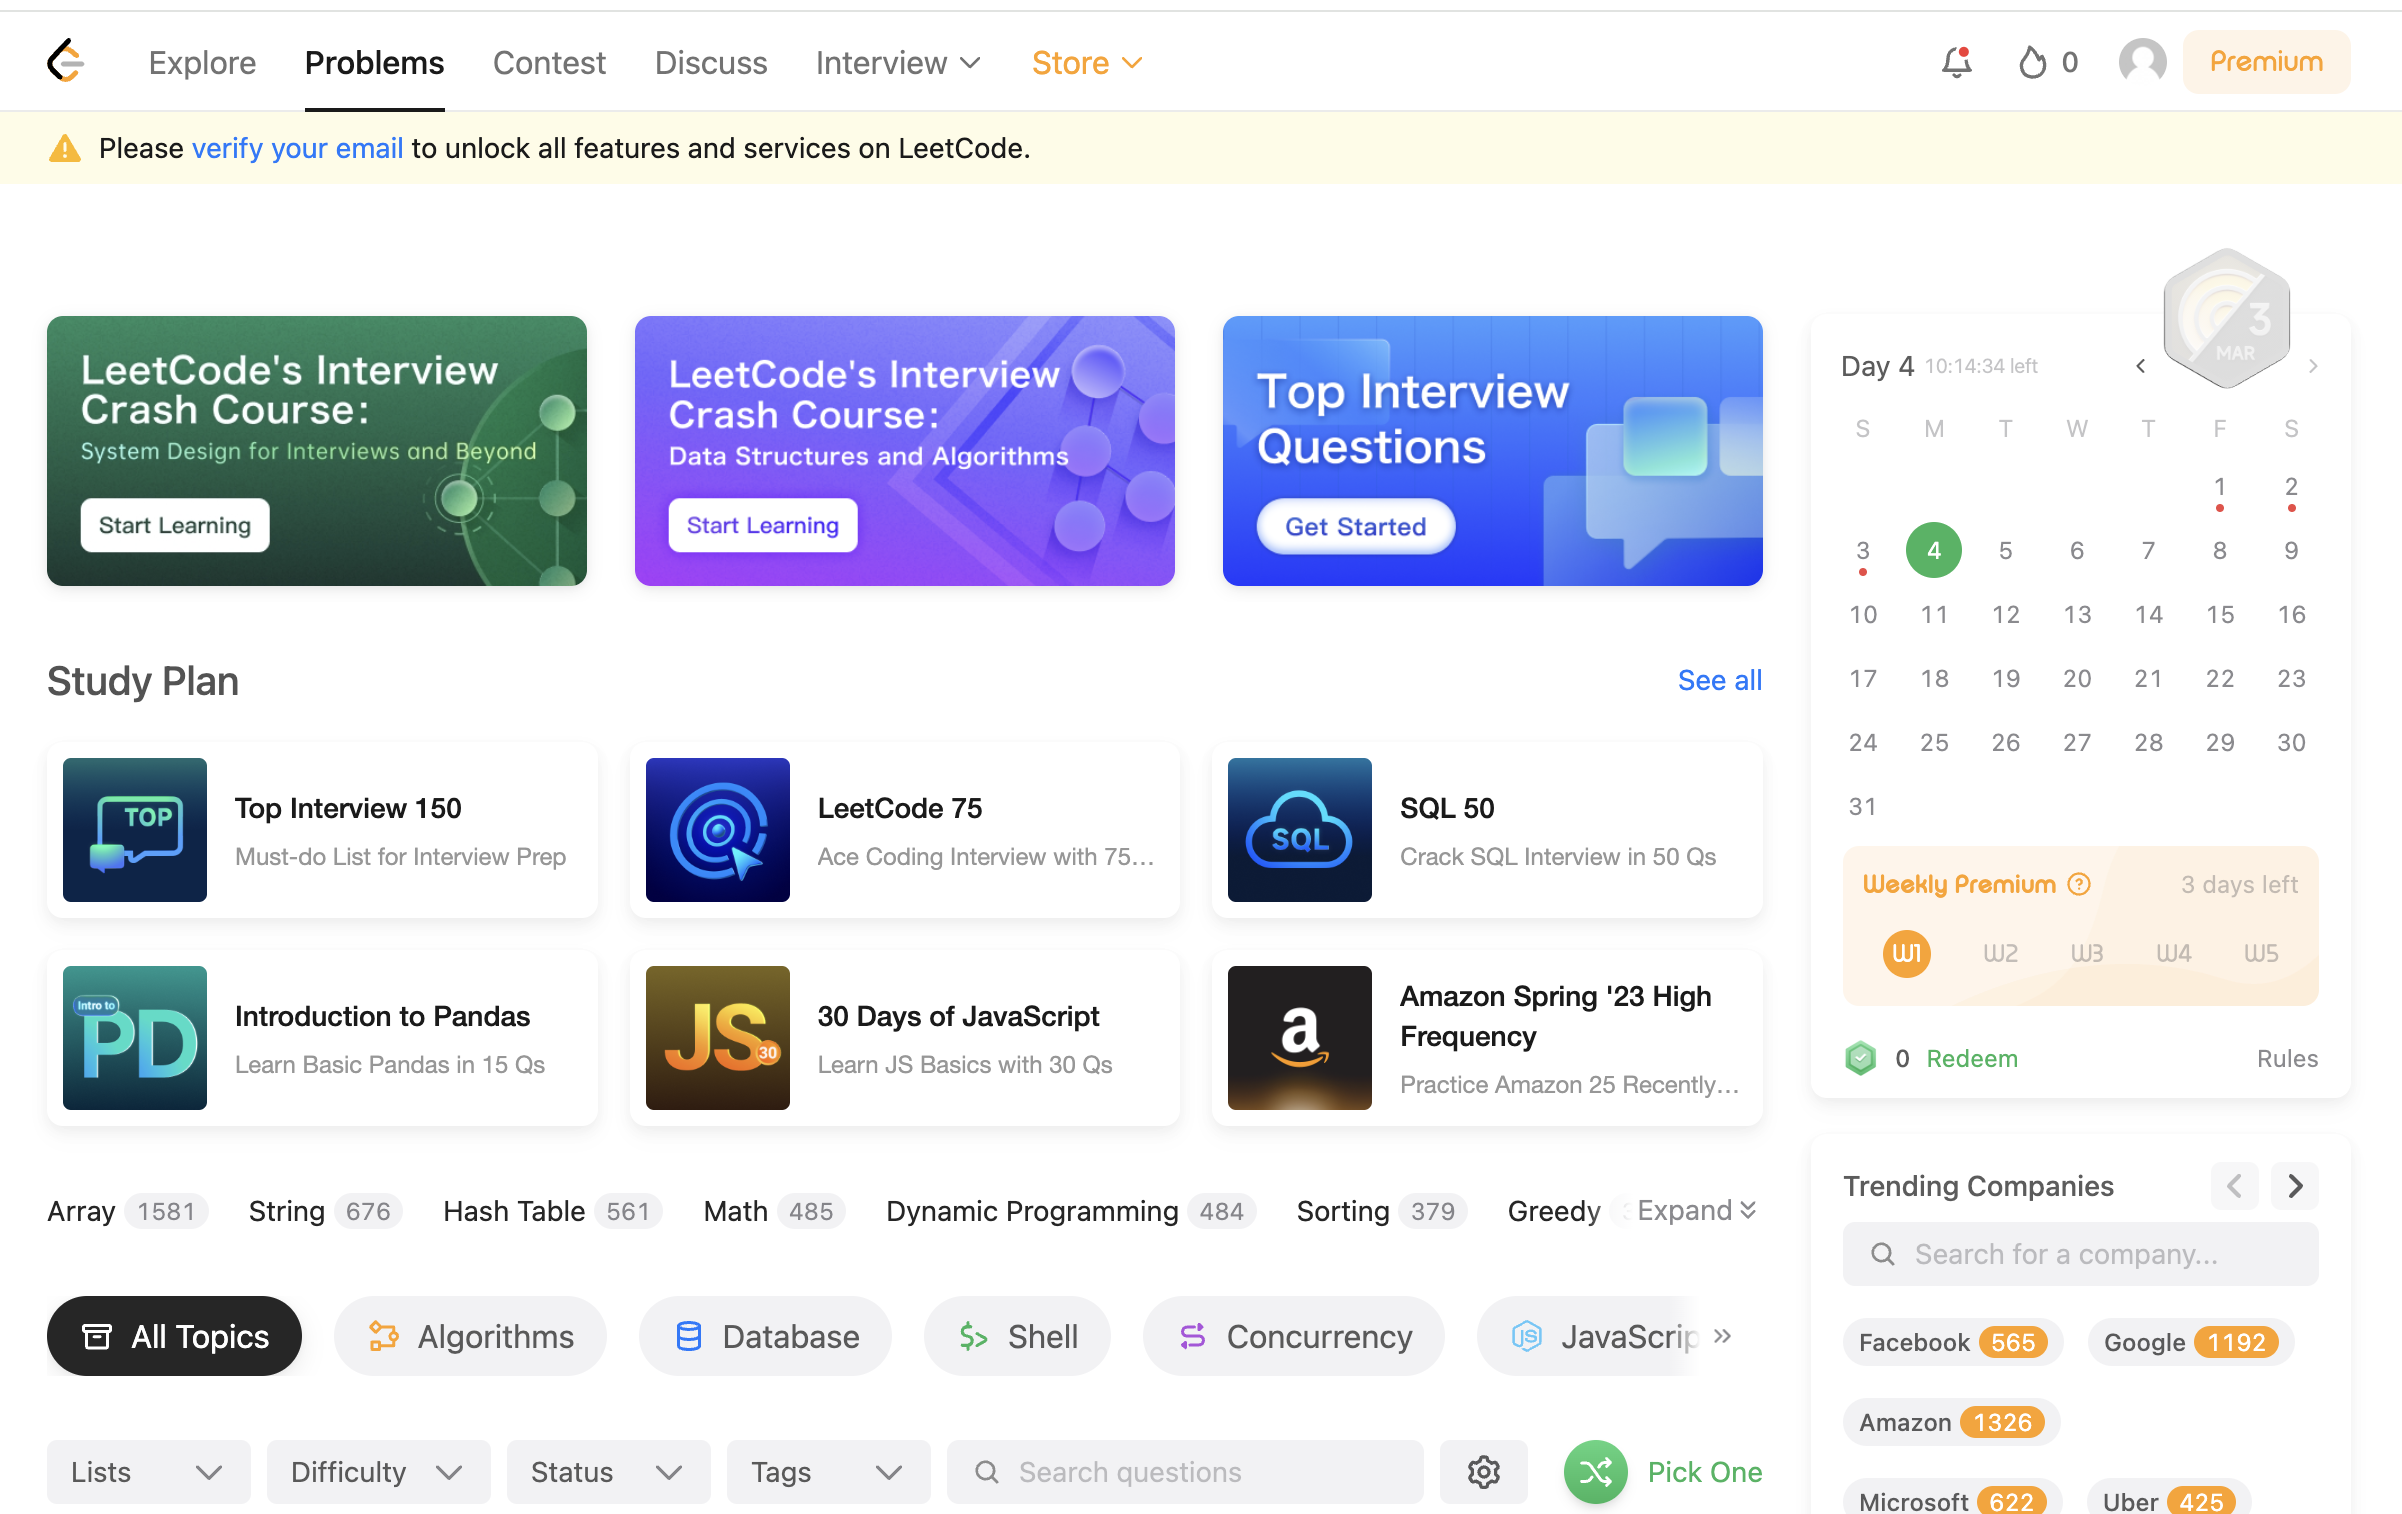 Explore Problems Contest Discuss Interview Store 0 Premium
Please verify your email to unlock all features and services on LeetCode.
LeetCode's Interview
Crash Course:
System Design for Interviews and Beyond
Start Learning
LeetCode's Interview
Crash Course:
Data Structures and Algorithms
Start Learning
Top Interview
Questions
Get Started
Study Plan See all
TOP
Top Interview 150
Must-do List for Interview Prep
LeetCode 75
Ace Coding Interview with 75...
SQL
SQL 50
Crack SQL Interview in 50 Qs
Intro to
PD
Introduction to Pandas
Learn Basic Pandas in 15 Qs
JS
30
30 Days of JavaScript
Learn JS Basics with 30 Qs
a
Amazon Spring '23 High
Frequency
Practice Amazon 25 Recently...
Array 1581 String 676 Hash Table 561 Math 485 Dynamic Programming 484 Sorting 379 Greedy Expand
All Topics Algorithms Database Shell Concurrency JS JavaScrip
Lists Difficulty Status Tags Search questions Pick One
3
MAR
Day 4 10:14:34 left
S M T W T F S
1 2
3 4 5 6 7 8 9
10 11 12 13 14 15 16
17 18 19 20 21 22 23
24 25 26 27 28 29 30
31
Weekly Premium ? 3 days left
W1 W2 W3 W4 W5
0 Redeem Rules
Trending Companies
Search for a company...
Facebook 565 Google 1192
Amazon 1326
Microsoft 622 Uber 425